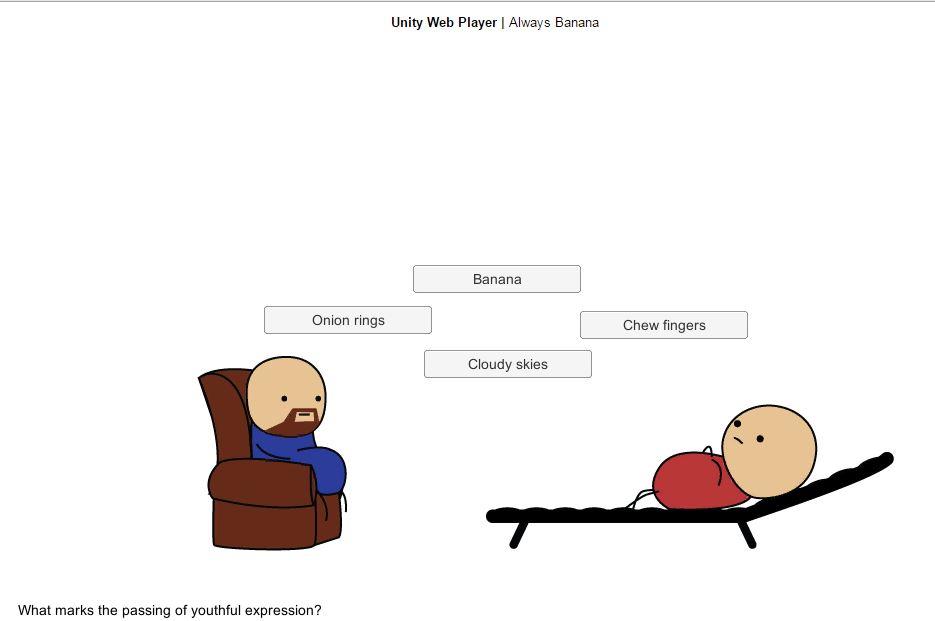 Unity Web Player | Always Banana
Banana
Onion rings
Chew fingers
Cloudy skies
What marks the passing of youthful expression?